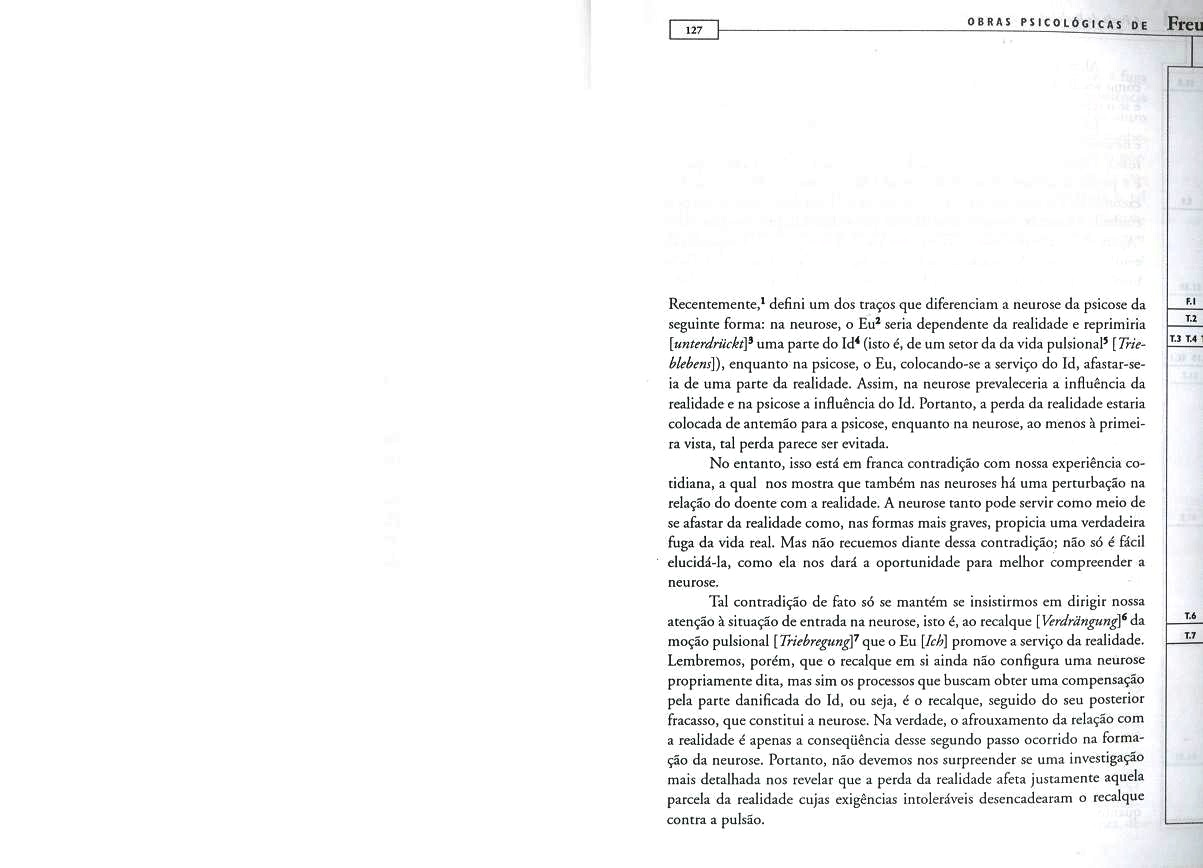 127
OBRAS PSICOLÓGICAS DE Freu
Recentemente,¹ defini um dos traços que diferenciam a neurose da psicose da
seguinte forma: na neurose, o Eu² seria dependente da realidade e reprimiria
[unterdrückt]³ uma parte do Id⁴ (isto é, de um setor da da vida pulsional⁵ [Trie-
blebens]), enquanto na psicose, o Eu, colocando-se a serviço do Id, afastar-se-
ia de uma parte da realidade. Assim, na neurose prevaleceria a influência da
realidade e na psicose a influência do Id. Portanto, a perda da realidade estaria
colocada de antemão para a psicose, enquanto na neurose, ao menos à primei-
ra vista, tal perda parece ser evitada.
No entanto, isso está em franca contradição com nossa experiência co-
tidiana, a qual nos mostra que também nas neuroses há uma perturbação na
relação do doente com a realidade. A neurose tanto pode servir como meio de
se afastar da realidade como, nas formas mais graves, propicia uma verdadeira
fuga da vida real. Mas não recuemos diante dessa contradição; não só é fácil
elucidá-la, como ela nos dará a oportunidade para melhor compreender a
neurose.
Tal contradição de fato só se mantém se insistirmos em dirigir nossa
atenção à situação de entrada na neurose, isto é, ao recalque [Verdrängung]⁶ da
moção pulsional [Triebregung]⁷ que o Eu [Ich] promove a serviço da realidade.
Lembremos, porém, que o recalque em si ainda não configura uma neurose
propriamente dita, mas sim os processos que buscam obter uma compensação
pela parte danificada do Id, ou seja, é o recalque, seguido do seu posterior
fracasso, que constitui a neurose. Na verdade, o afrouxamento da relação com
a realidade é apenas a conseqüência desse segundo passo ocorrido na forma-
ção da neurose. Portanto, não devemos nos surpreender se uma investigação
mais detalhada nos revelar que a perda da realidade afeta justamente aquela
parcela da realidade cujas exigências intoleráveis desencadearam o recalque
contra a pulsão.
F.1
T.2
T.3 T.4
T.6
T.7